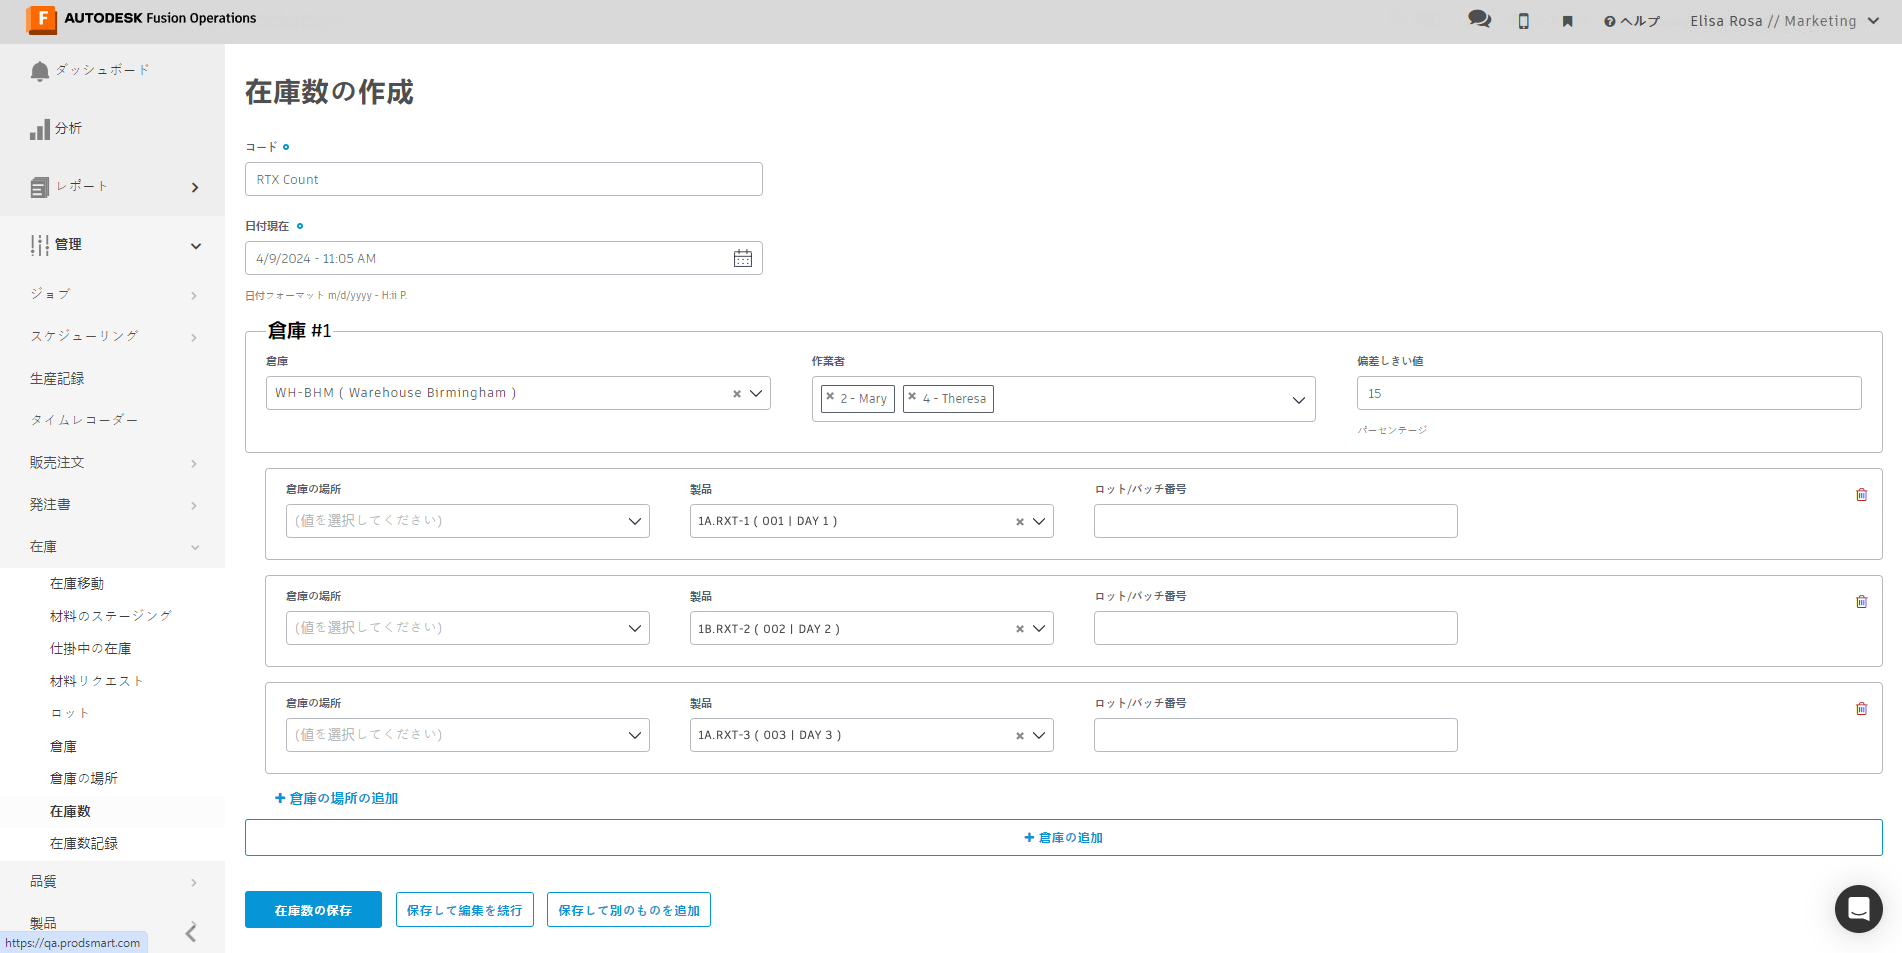 AUTODESK Fusion Operations
ヘルプ
Elisa Rosa // Marketing
ダッシュボード
分析
レポート
管理
ジョブ
スケジューリング
生産記録
タイムレコーダー
販売注文
発注書
在庫
在庫移動
材料のステージング
仕掛中の在庫
材料リクエスト
ロット
倉庫
倉庫の場所
在庫数
在庫数記録
品質
製品
https://qa.prodsmart.com
在庫数の作成
コード
RTX Count
日付現在
4/9/2024 - 11:05 AM
日付フォーマット m/d/yyyy - H:ii P.
倉庫 #1
倉庫
作業者
偏差しきい値
WH-BHM ( Warehouse Birmingham )
2 - Mary
4 - Theresa
15
パーセンテージ
倉庫の場所
製品
ロット/バッチ番号
(値を選択してください)
1A.RXT-1 ( 001 | DAY 1 )
倉庫の場所
製品
ロット/バッチ番号
(値を選択してください)
1B.RXT-2 ( 002 | DAY 2 )
倉庫の場所
製品
ロット/バッチ番号
(値を選択してください)
1A.RXT-3 ( 003 | DAY 3 )
+ 倉庫の場所の追加
+ 倉庫の追加
在庫数の保存
保存して編集を続行
保存して別のものを追加